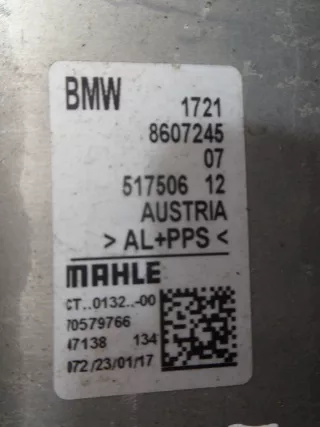 BMW 1721
8607245
07
517506 12
AUSTRIA
> AL+PPS <
MAHLE
CT..0132..-00
70579766
47138 134
072/23/01/17